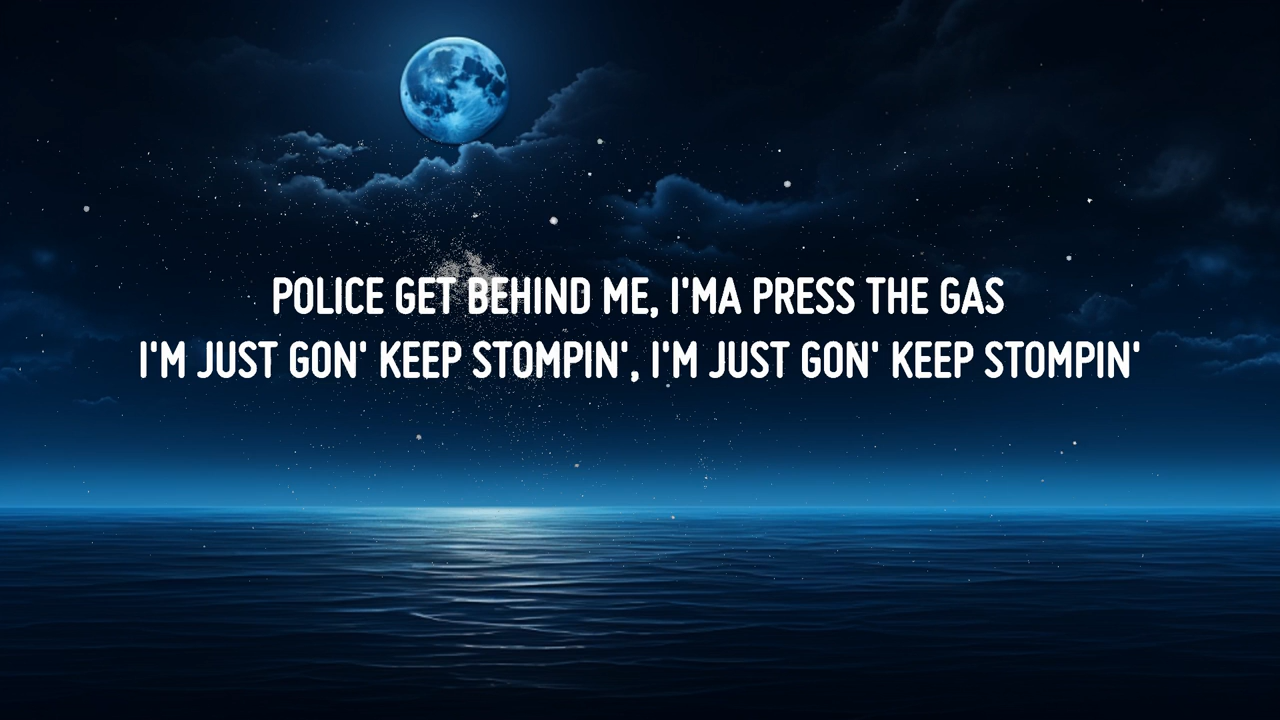 POLICE GET BEHIND ME, I'MA PRESS THE GAS
I'M JUST GON' KEEP STOMPIN', I'M JUST GON' KEEP STOMPIN'